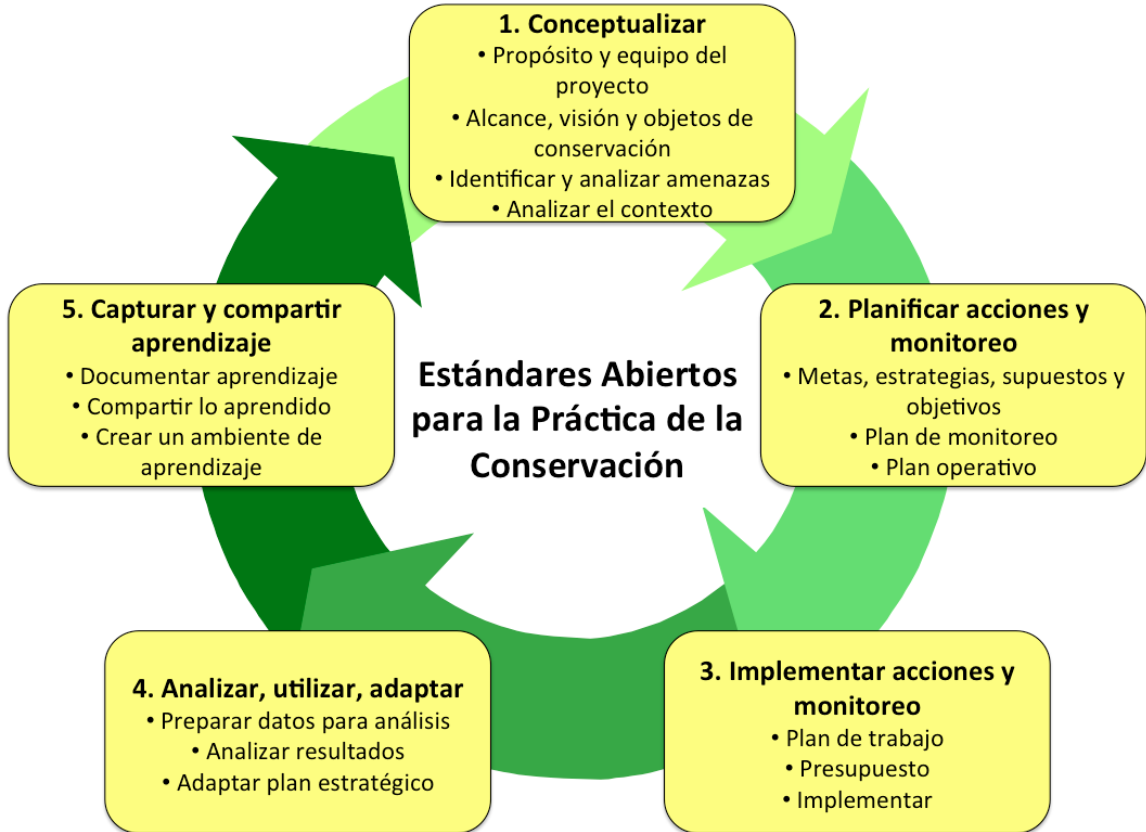 1. Conceptualizar
• Propósito y equipo del
proyecto
• Alcance, visión y objetos de
conservación
• Identificar y analizar amenazas
• Analizar el contexto
2. Planificar acciones y
monitoreo
• Metas, estrategias, supuestos y
objetivos
• Plan de monitoreo
• Plan operativo
3. Implementar acciones y
monitoreo
• Plan de trabajo
• Presupuesto
• Implementar
4. Analizar, utilizar, adaptar
• Preparar datos para análisis
• Analizar resultados
• Adaptar plan estratégico
5. Capturar y compartir
aprendizaje
• Documentar aprendizaje
• Compartir lo aprendido
• Crear un ambiente de
aprendizaje
Estándares Abiertos
para la Práctica de la
Conservación